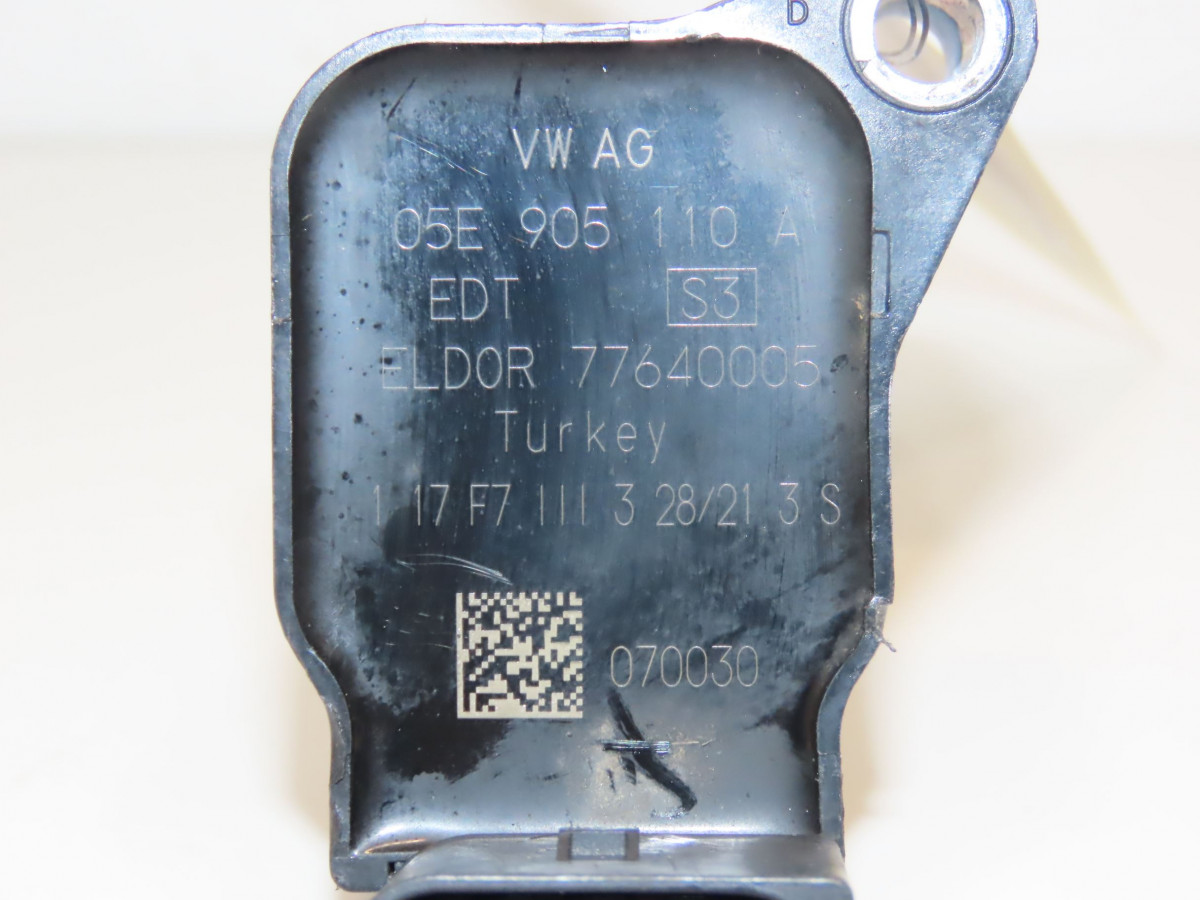 D
VW AG
05E 905 110 A
EDT S3
ELDOR 77640005
Turkey
1 17 F7 111 3 28/21 3 S
070030